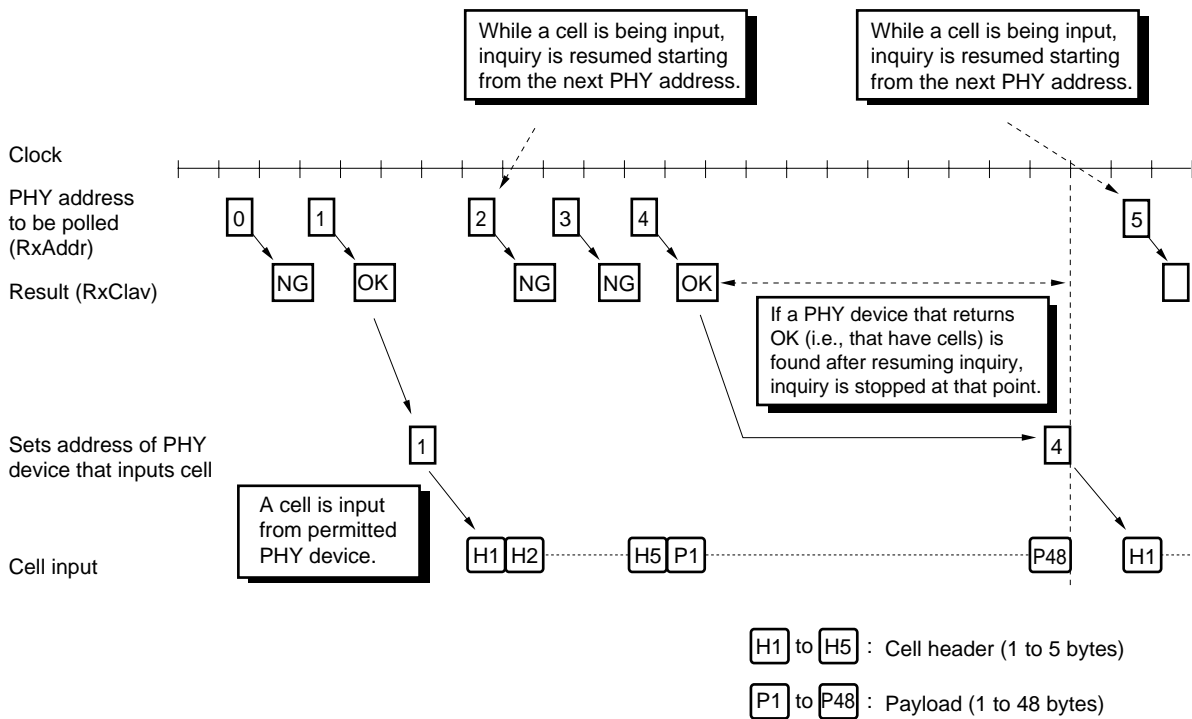 While a cell is being input,
inquiry is resumed starting
from the next PHY address.
While a cell is being input,
inquiry is resumed starting
from the next PHY address.
Clock
PHY address
to be polled
(RxAddr)
0 1 2 3 4 5
Result (RxClav)
NG OK NG NG OK
If a PHY device that returns
OK (i.e., that have cells) is
found after resuming inquiry,
inquiry is stopped at that point.
Sets address of PHY
device that inputs cell
1 4
A cell is input
from permitted
PHY device.
Cell input
H1 H2 H5 P1 P48 H1
H1 to H5 : Cell header (1 to 5 bytes)
P1 to P48 : Payload (1 to 48 bytes)